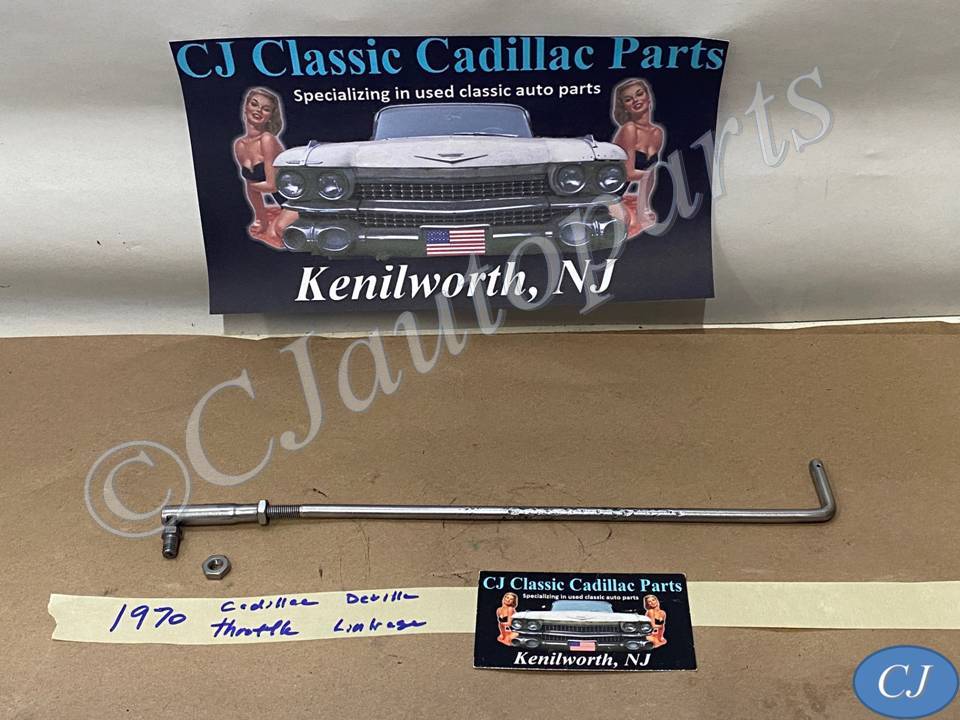 CJ Classic Cadillac Parts
Specializing in used classic auto parts
Kenilworth, NJ
©CJautoparts
1970 Cadillac Deville
throttle Linkage
CJ Classic Cadillac Parts
Specializing in used classic auto parts
Kenilworth, NJ
CJ